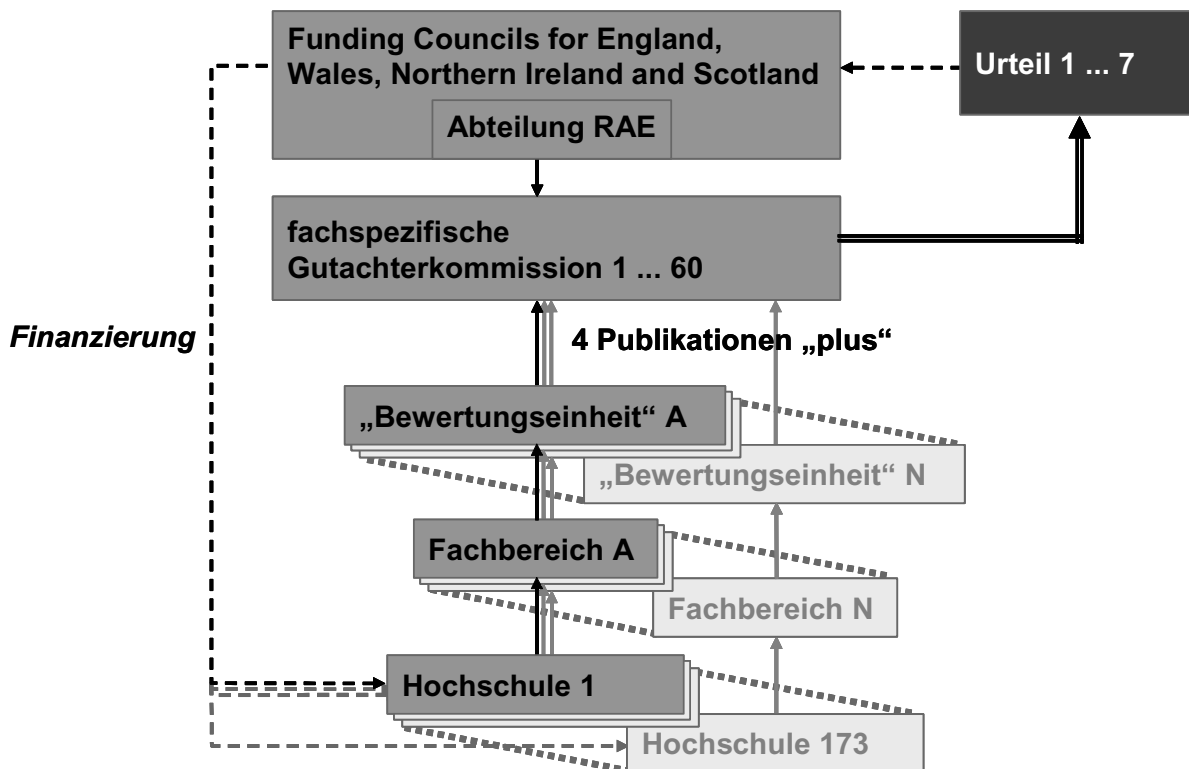 Funding Councils for England,
Wales, Northern Ireland and Scotland
Abteilung RAE
Urteil 1 ... 7
fachspezifische
Gutachterkommission 1 ... 60
Finanzierung
4 Publikationen „plus“
„Bewertungseinheit“ A
„Bewertungseinheit“ N
Fachbereich A
Fachbereich N
Hochschule 1
Hochschule 173